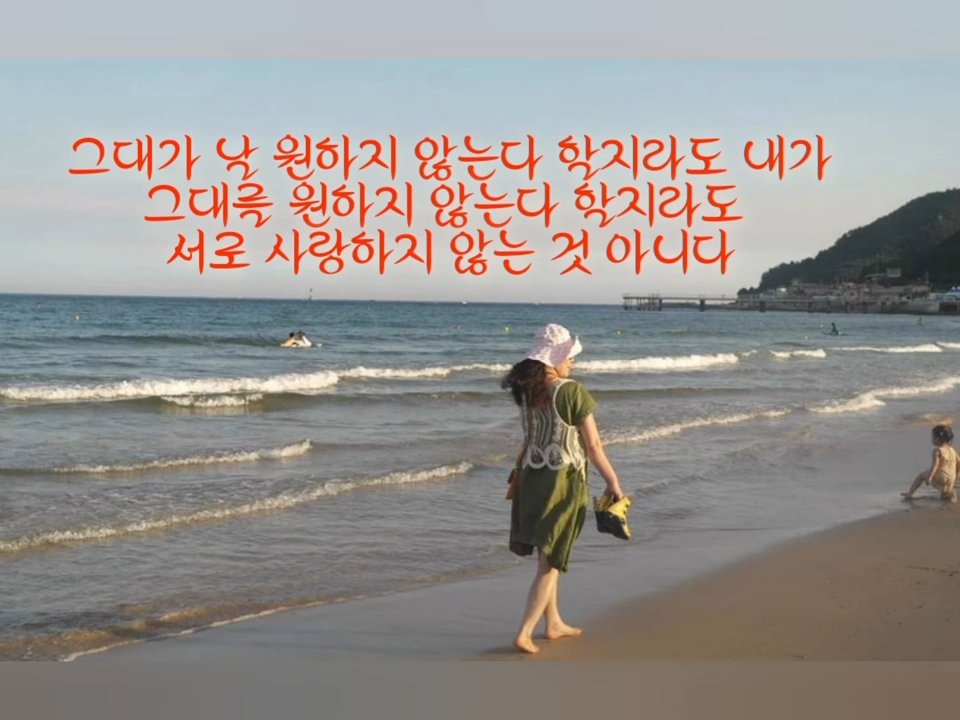 그대가 날 원하지 않는다 할지라도 내가
그대를 원하지 않는다 할지라도
서로 사랑하지 않는 것 아니다